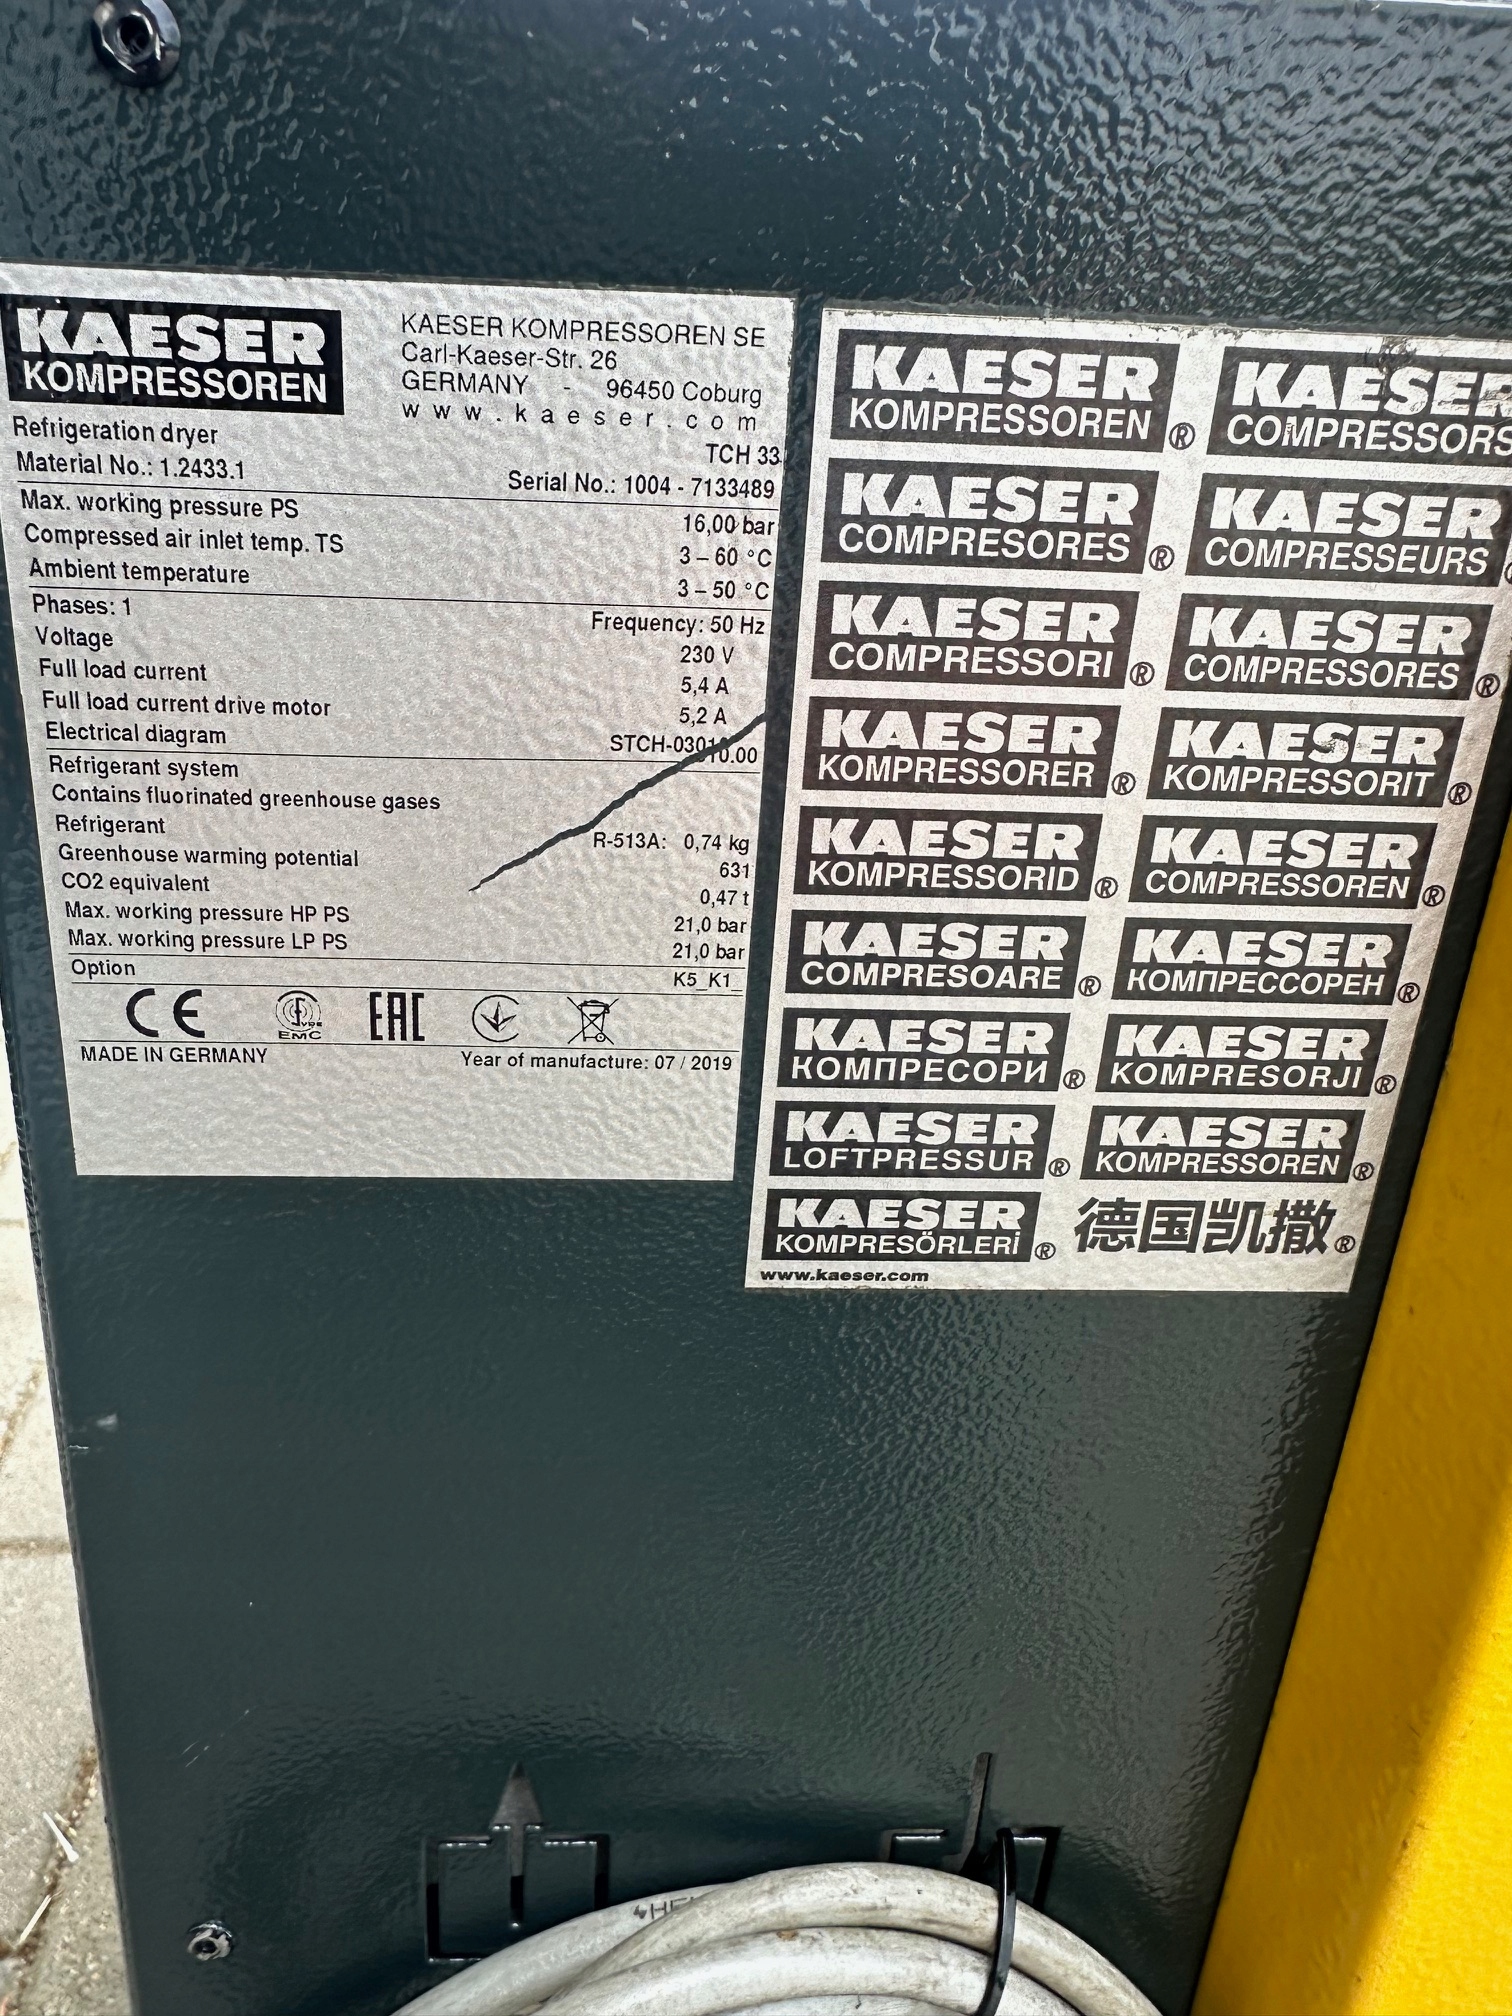 KAESER
KOMPRESSOREN
KAESER KOMPRESSOREN SE
Carl-Kaeser-Str. 26
GERMANY - 96450 Coburg
www.kaeser.com
Refrigeration dryer TCH 33
Material No.: 1.2433.1 Serial No.: 1004 - 7133489
Max. working pressure PS 16,00 bar
Compressed air inlet temp. TS 3 – 60 °C
Ambient temperature 3 – 50 °C
Phases: 1 Frequency: 50 Hz
Voltage 230 V
Full load current 5,4 A
Full load current drive motor 5,2 A
Electrical diagram STCH-03010.00
Refrigerant system
Contains fluorinated greenhouse gases
Refrigerant R-513A: 0,74 kg
Greenhouse warming potential 631
CO2 equivalent 0,47 t
Max. working pressure HP PS 21,0 bar
Max. working pressure LP PS 21,0 bar
Option K5_K1_
CE VDE EMC EAC
MADE IN GERMANY Year of manufacture: 07 / 2019
KAESER KAESER
KOMPRESSOREN® COMPRESSORS
KAESER KAESER
COMPRESORES® COMPRESSEURS
KAESER KAESER
COMPRESSORI® COMPRESSORES®
KAESER KAESER
KOMPRESSORER® KOMPRESSORIT®
KAESER KAESER
KOMPRESSORID® COMPRESSOREN®
KAESER KAESER
COMPRESOARE® КОМПРЕССОРЕН®
KAESER KAESER
КОМПРЕСОРИ® KOMPRESORJI®
KAESER KAESER
LOFTPRESSUR® KOMPRESSOREN®
KAESER
KOMPRESÖRLERİ® 德国凯撒®
www.kaeser.com